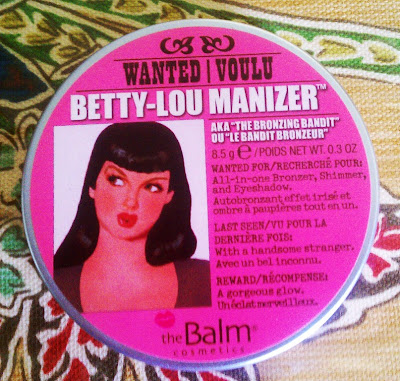 WANTED | VOULU
BETTY-LOU MANIZER™
AKA "THE BRONZING BANDIT"
OU "LE BANDIT BRONZEUR"
8.5 g ℮ /POIDS NET WT. 0.3 OZ
WANTED FOR/RECHERCHÉ POUR:
All-in-one Bronzer, Shimmer,
and Eyeshadow.
Autobronzant effet irisé et
ombre à paupières tout en un.
LAST SEEN/VU POUR LA
DERNIÈRE FOIS:
With a handsome stranger.
Avec un bel inconnu.
REWARD/RÉCOMPENSE:
A gorgeous glow.
Un éclat merveilleux.
theBalm®
cosmetics